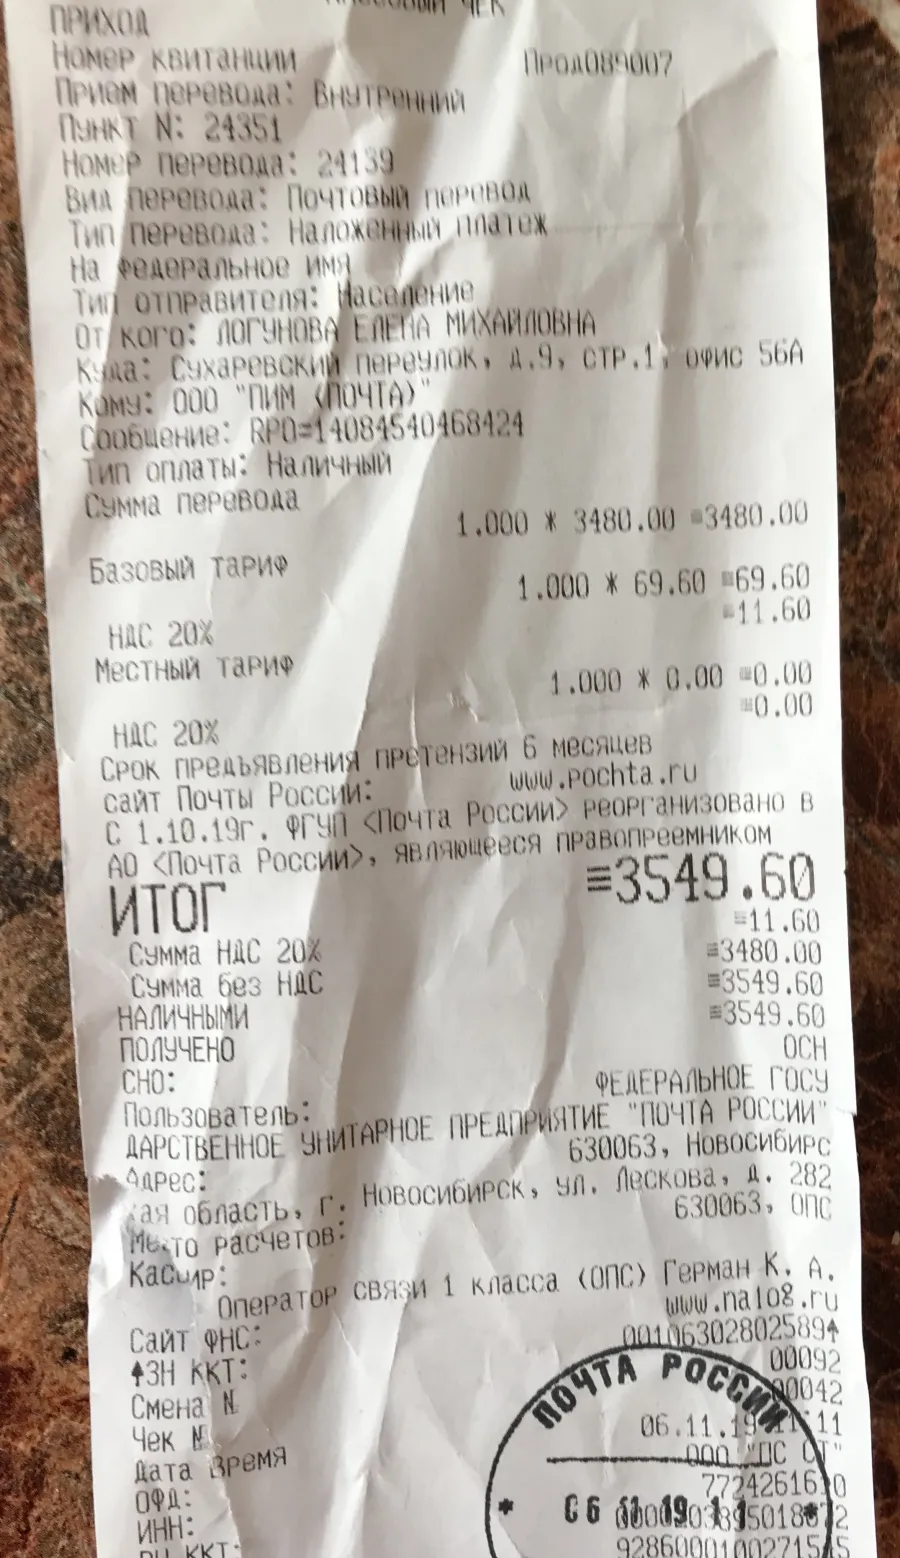 ЧЕК
ПРИХОД
Номер квитанции Прод089007
Прием перевода: Внутренний
Пункт N: 24351
Номер перевода: 24139
Вид перевода: Почтовый перевод
Тип перевода: Наложенный платеж
На федеральное имя
Тип отправителя: Население
От кого: ЛОГУНОВА ЕЛЕНА МИХАЙЛОВНА
Куда: Сухаревский переулок, д.9, стр.1, офис 56А
Кому: ООО "ПИМ (ПОЧТА)"
Сообщение: RPO=14084540468424
Тип оплаты: Наличный
Сумма перевода
1.000 * 3480.00 ≡3480.00
Базовый тариф
1.000 * 69.60 ≡69.60
≡11.60
НДС 20%
Местный тариф
1.000 * 0.00 ≡0.00
≡0.00
НДС 20%
Срок предъявления претензий 6 месяцев
сайт Почты России: www.pochta.ru
С 1.10.19г. ФГУП <Почта России> реорганизовано в
АО <Почта России>, являющееся правопреемником
ИТОГ ≡3549.60
Сумма НДС 20% ≡11.60
Сумма без НДС ≡3480.00
НАЛИЧНЫМИ ≡3549.60
ПОЛУЧЕНО ≡3549.60
СНО: ОСН
Пользователь: ФЕДЕРАЛЬНОЕ ГОСУ
ДАРСТВЕННОЕ УНИТАРНОЕ ПРЕДПРИЯТИЕ "ПОЧТА РОССИИ"
Адрес: 630063, Новосибирс
кая область, г. Новосибирск, ул. Лескова, д. 282
Место расчетов: 630063, ОПС
Кассир:
Оператор связи 1 класса (ОПС) Герман К. А.
Сайт ФНС: www.nalog.ru
↑ЗН ККТ: 00106302802589↑
Смена N 00092
Чек № 00042
Дата Время 06.11.19 11:11
ОФД: ООО
ИНН:
РН ККТ:
ПОЧТА РОССИИ